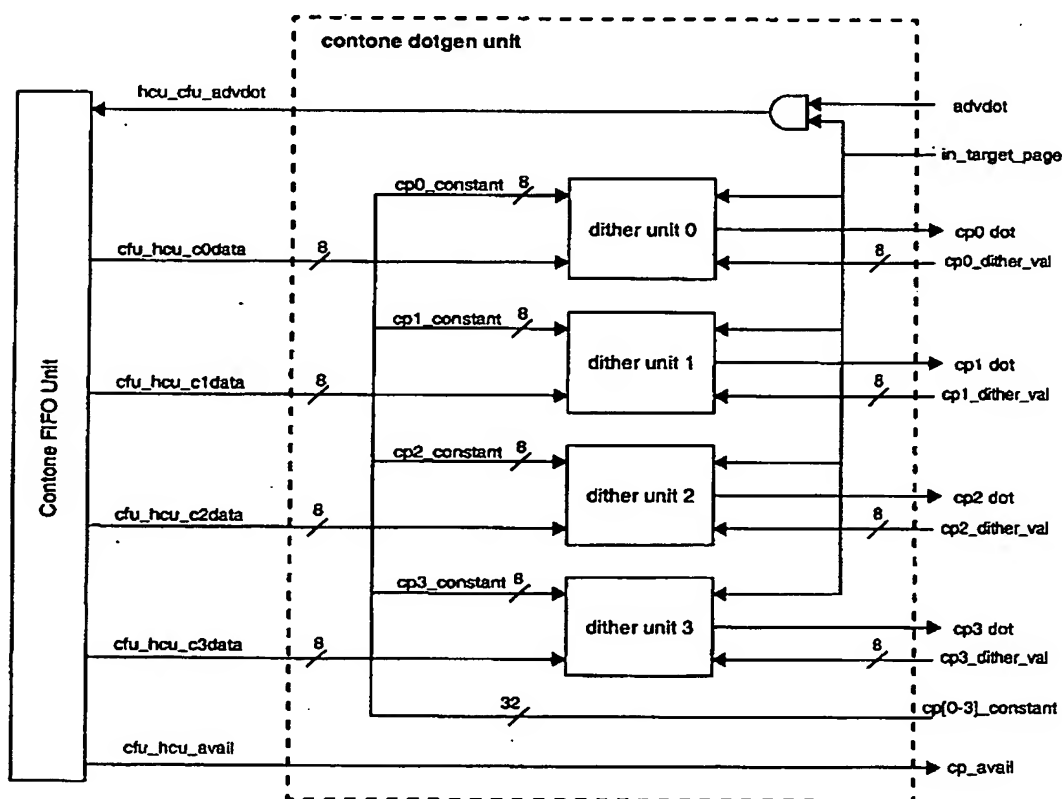 contone dotgen unit
hcu_cfu_advdot
advdot
in_target_page
cp0_constant 8
dither unit 0
cp0 dot
cfu_hcu_c0data 8
8 cp0_dither_val
cp1_constant 8
dither unit 1
cp1 dot
cfu_hcu_c1data 8
8 cp1_dither_val
Contone FIFO Unit
cp2_constant 8
dither unit 2
cp2 dot
cfu_hcu_c2data 8
8 cp2_dither_val
cp3_constant 8
dither unit 3
cp3 dot
cfu_hcu_c3data 8
8 cp3_dither_val
32 cp[0-3]_constant
cfu_hcu_avail
cp_avail